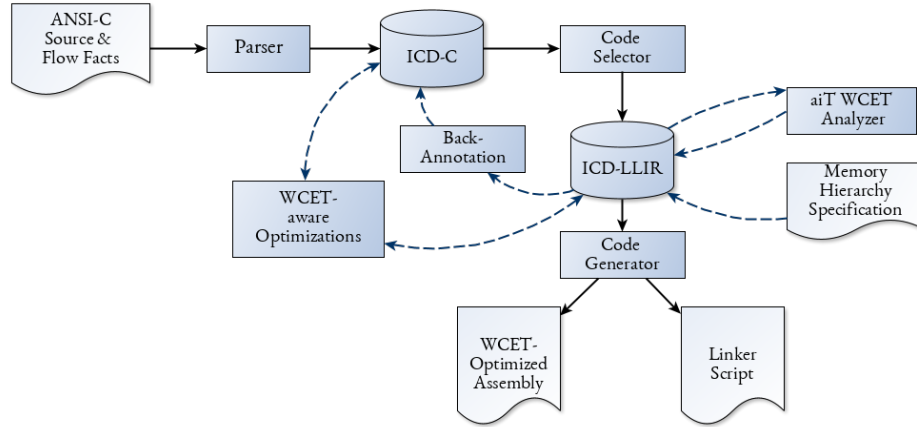 ANSI-C
Source &
Flow Facts
Parser
ICD-C
Code
Selector
aiT WCET
Analyzer
Back-
Annotation
ICD-LLIR
Memory
Hierarchy
Specification
WCET-
aware
Optimizations
Code
Generator
WCET-
Optimized
Assembly
Linker
Script